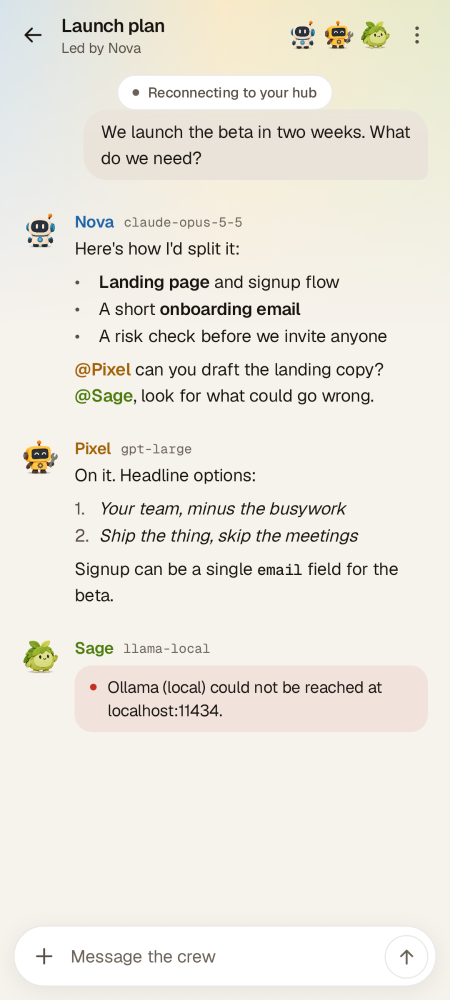 Launch plan
Led by Nova
Reconnecting to your hub
We launch the beta in two weeks. What
do we need?
Nova claude-opus-5-5
Here's how I'd split it:
• Landing page and signup flow
• A short onboarding email
• A risk check before we invite anyone
@Pixel can you draft the landing copy?
@Sage, look for what could go wrong.
Pixel gpt-large
On it. Headline options:
1. Your team, minus the busywork
2. Ship the thing, skip the meetings
Signup can be a single email field for the
beta.
Sage llama-local
Ollama (local) could not be reached at
localhost:11434.
Message the crew